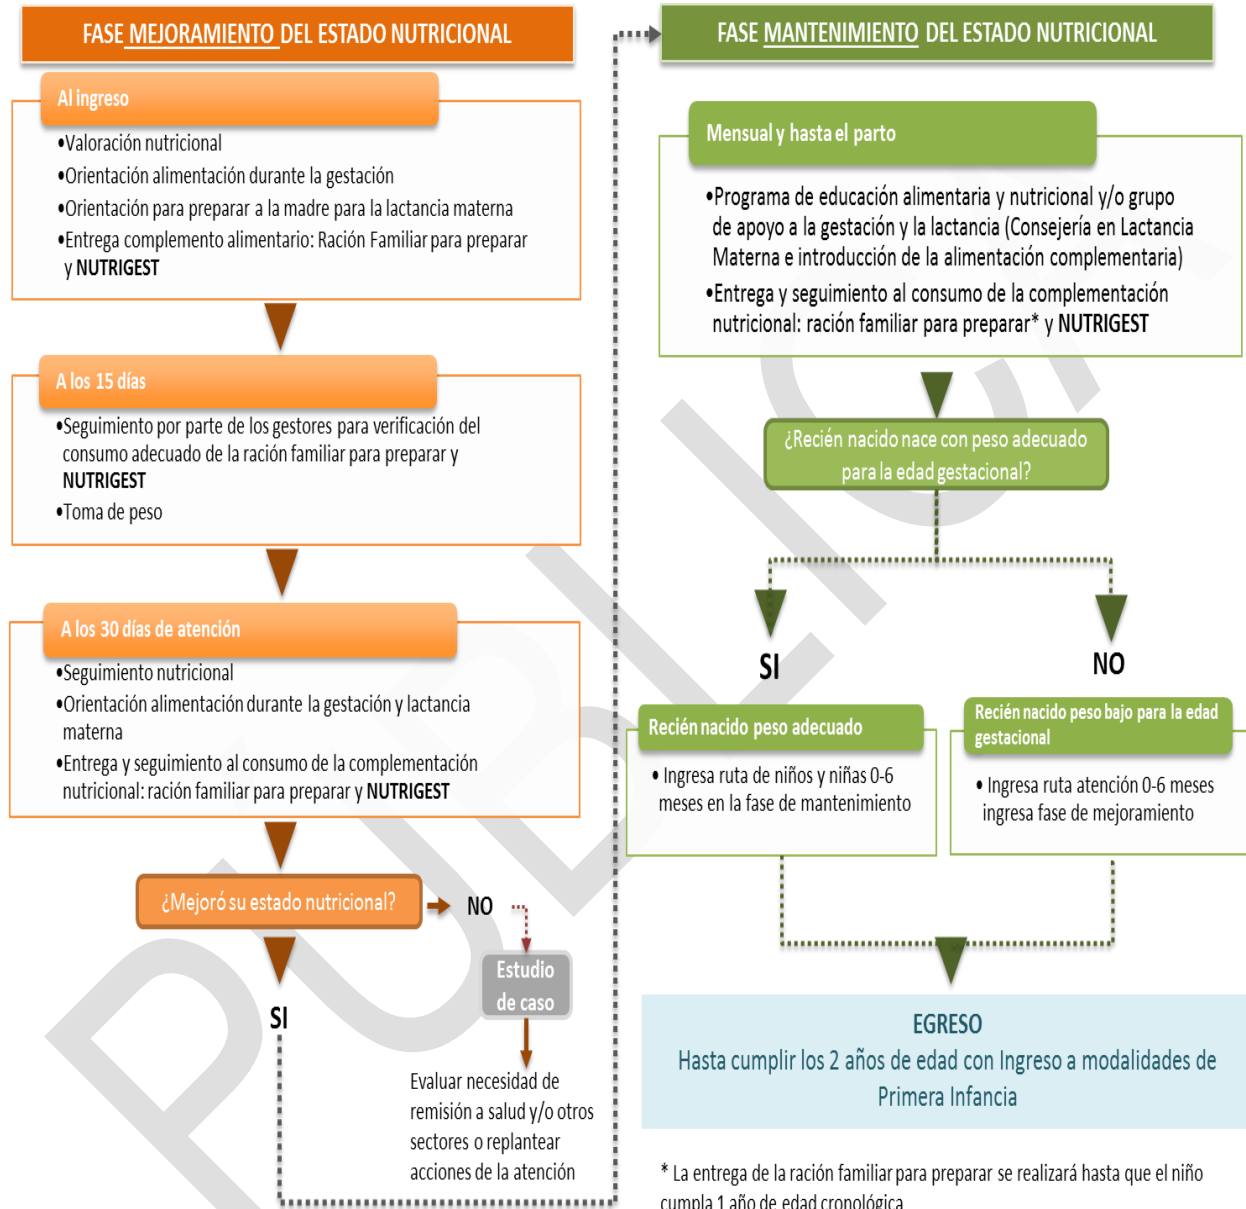 FASE MEJORAMIENTO DEL ESTADO NUTRICIONAL
Al ingreso
•Valoración nutricional
•Orientación alimentación durante la gestación
•Orientación para preparar a la madre para la lactancia materna
•Entrega complemento alimentario: Ración Familiar para preparar
y NUTRIGEST
A los 15 días
•Seguimiento por parte de los gestores para verificación del
consumo adecuado de la ración familiar para preparar y
NUTRIGEST
•Toma de peso
A los 30 días de atención
•Seguimiento nutricional
•Orientación alimentación durante la gestación y lactancia
materna
•Entrega y seguimiento al consumo de la complementación
nutricional: ración familiar para preparar y NUTRIGEST
¿Mejoró su estado nutricional?
NO
SI
Estudio
de caso
Evaluar necesidad de
remisión a salud y/o otros
sectores o replantear
acciones de la atención
FASE MANTENIMIENTO DEL ESTADO NUTRICIONAL
Mensual y hasta el parto
•Programa de educación alimentaria y nutricional y/o grupo
de apoyo a la gestación y la lactancia (Consejería en Lactancia
Materna e introducción de la alimentación complementaria)
•Entrega y seguimiento al consumo de la complementación
nutricional: ración familiar para preparar* y NUTRIGEST
¿Recién nacido nace con peso adecuado
para la edad gestacional?
SI
NO
Recién nacido peso adecuado
• Ingresa ruta de niños y niñas 0-6
meses en la fase de mantenimiento
Recién nacido peso bajo para la edad
gestacional
• Ingresa ruta atención 0-6 meses
ingresa fase de mejoramiento
EGRESO
Hasta cumplir los 2 años de edad con Ingreso a modalidades de
Primera Infancia
* La entrega de la ración familiar para preparar se realizará hasta que el niño
cumpla 1 año de edad cronológica
PÚBLICA